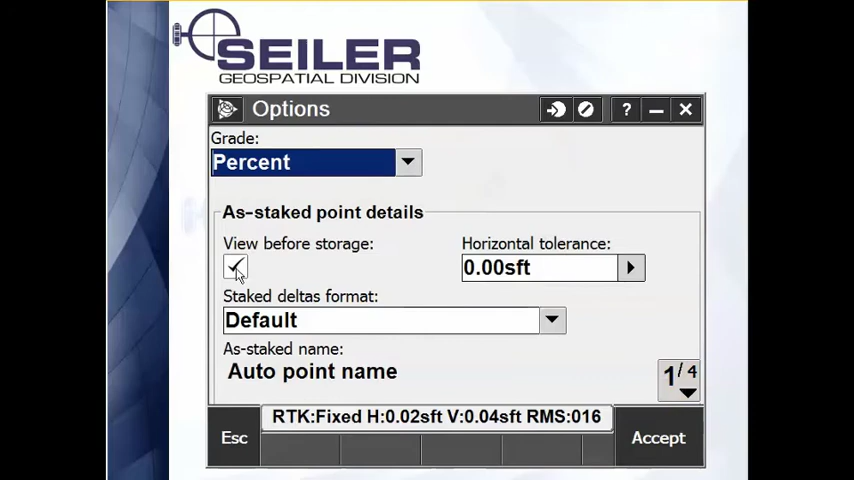 SEILER
GEOSPATIAL DIVISION
Options
?
Grade:
Percent
As-staked point details
View before storage:
Horizontal tolerance:
0.00sft
Staked deltas format:
Default
As-staked name:
Auto point name
1/4
RTK:Fixed H:0.02sft V:0.04sft RMS:016
Esc
Accept